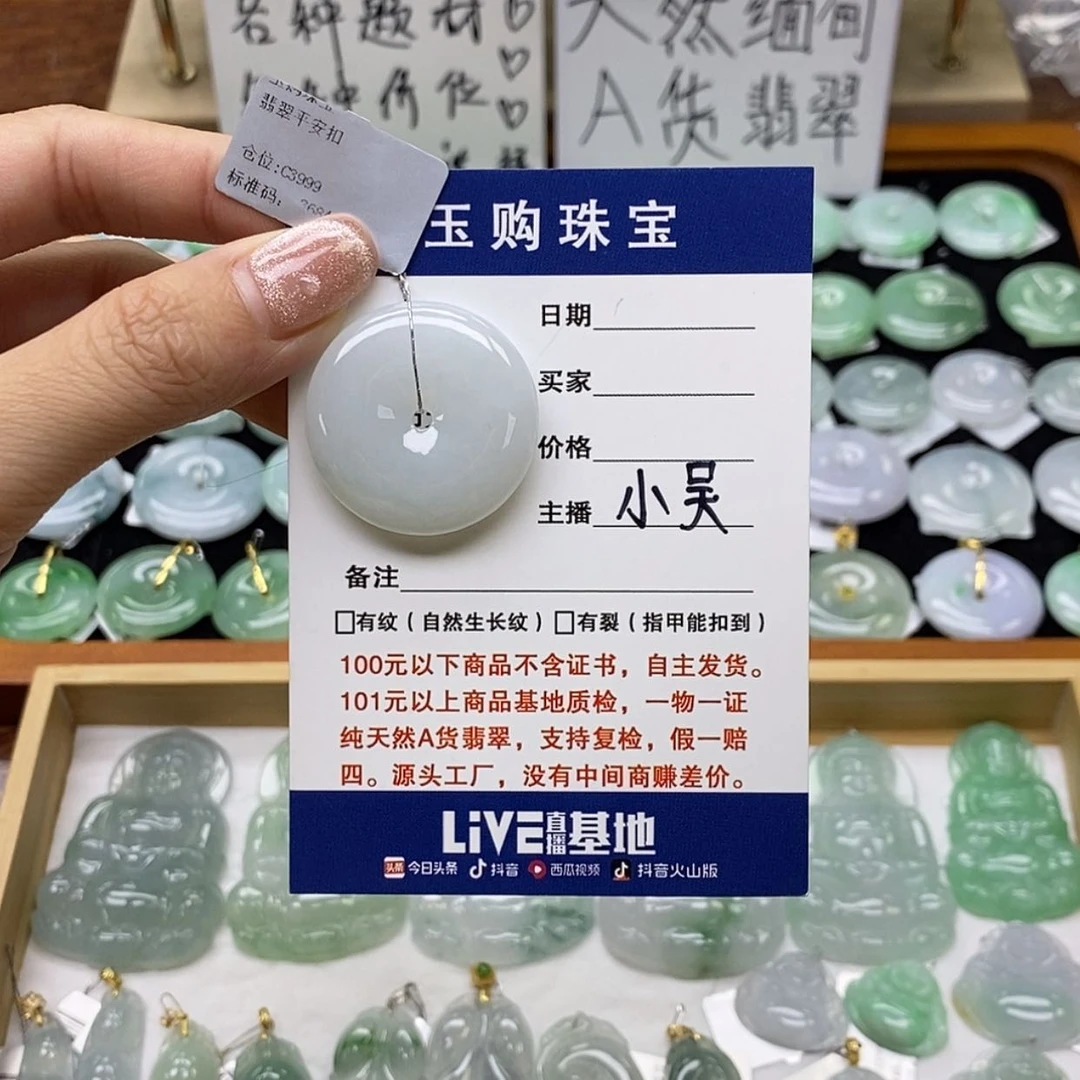 各种题材♡
价位♡
天然缅甸
A货翡翠
翡翠平安扣
仓位:C3999
标准码:
玉购珠宝
日期
买家
价格
主播 小吴
备注
□有纹（自然生长纹）□有裂（指甲能扣到）
100元以下商品不含证书，自主发货。
101元以上商品基地质检，一物一证
纯天然A货翡翠，支持复检，假一赔
四。源头工厂，没有中间商赚差价。
LiVE直播基地
头条 今日头条 抖音 西瓜视频 抖音火山版